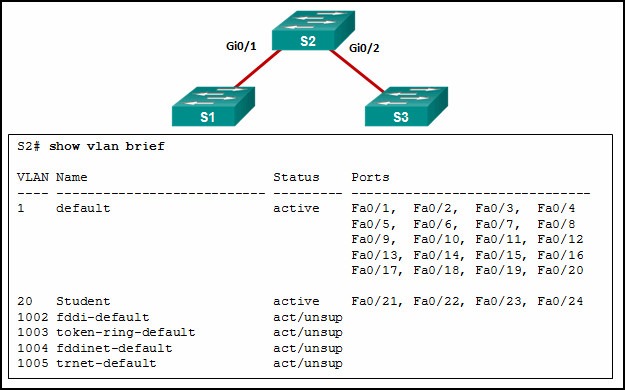 Gi0/1
S2
Gi0/2
S1
S3
S2# show vlan brief
VLAN Name Status Ports
---- ---------------------------- --------- -------------------------------
1 default active Fa0/1, Fa0/2, Fa0/3, Fa0/4
Fa0/5, Fa0/6, Fa0/7, Fa0/8
Fa0/9, Fa0/10, Fa0/11, Fa0/12
Fa0/13, Fa0/14, Fa0/15, Fa0/16
Fa0/17, Fa0/18, Fa0/19, Fa0/20
20 Student active Fa0/21, Fa0/22, Fa0/23, Fa0/24
1002 fddi-default act/unsup
1003 token-ring-default act/unsup
1004 fddinet-default act/unsup
1005 trnet-default act/unsup